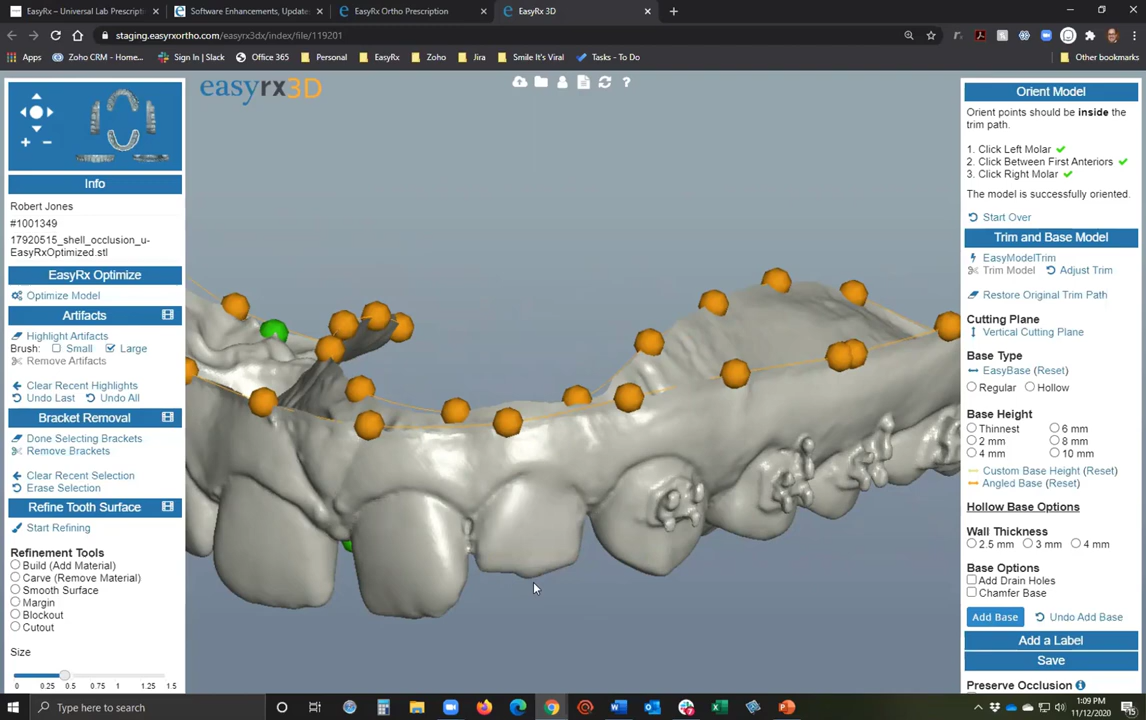 EasyRx – Universal Lab Prescripti
Software Enhancements, Update
EasyRx Ortho Prescription
EasyRx 3D
staging.easyrxortho.com/easyrx3dx/index/file/119201
Apps
Zoho CRM - Home...
Sign In | Slack
Office 365
Personal
EasyRx
Zoho
Jira
Smile It's Viral
Tasks - To Do
Other bookmarks
easyrx3D
Info
Robert Jones
#1001349
17920515_shell_occlusion_u-
EasyRxOptimized.stl
EasyRx Optimize
Optimize Model
Artifacts
Highlight Artifacts
Brush: Small Large
Remove Artifacts
Clear Recent Highlights
Undo Last Undo All
Bracket Removal
Done Selecting Brackets
Remove Brackets
Clear Recent Selection
Erase Selection
Refine Tooth Surface
Start Refining
Refinement Tools
Build (Add Material)
Carve (Remove Material)
Smooth Surface
Margin
Blockout
Cutout
Size
0 0.25 0.5 0.75 1 1.25 1.5
Orient Model
Orient points should be inside the
trim path.
1. Click Left Molar
2. Click Between First Anteriors
3. Click Right Molar
The model is successfully oriented.
Start Over
Trim and Base Model
EasyModelTrim
Trim Model Adjust Trim
Restore Original Trim Path
Cutting Plane
Vertical Cutting Plane
Base Type
EasyBase (Reset)
Regular Hollow
Base Height
Thinnest 6 mm
2 mm 8 mm
4 mm 10 mm
Custom Base Height (Reset)
Angled Base (Reset)
Hollow Base Options
Wall Thickness
2.5 mm 3 mm 4 mm
Base Options
Add Drain Holes
Chamfer Base
Add Base Undo Add Base
Add a Label
Save
Preserve Occlusion
Type here to search
1:09 PM
11/12/2020